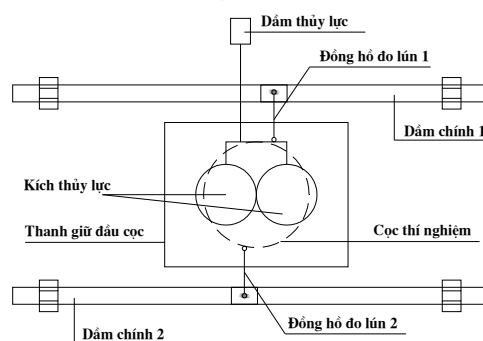 Dầm thủy lực
Đồng hồ đo lún 1
Dầm chính 1
Kích thủy lực
Thanh giữ đầu cọc
Cọc thí nghiệm
Đồng hồ đo lún 2
Dầm chính 2